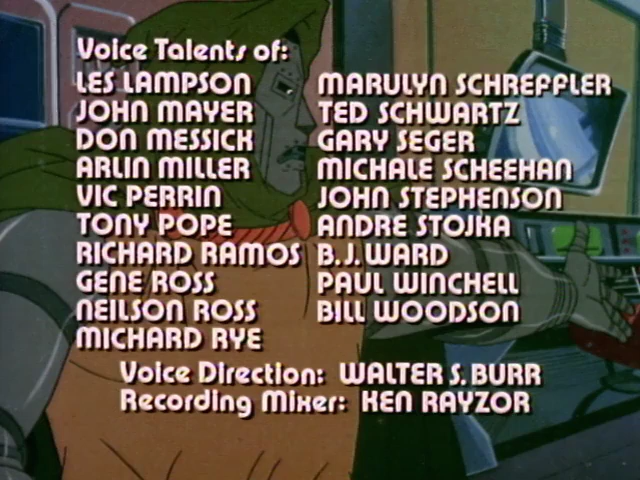 Voice Talents of:
LES LAMPSON
JOHN MAYER
DON MESSICK
ARLIN MILLER
VIC PERRIN
TONY POPE
RICHARD RAMOS
GENE ROSS
NEILSON ROSS
MICHARD RYE
MARULYN SCHREFFLER
TED SCHWARTZ
GARY SEGER
MICHALE SCHEEHAN
JOHN STEPHENSON
ANDRE STOJKA
B.J. WARD
PAUL WINCHELL
BILL WOODSON
Voice Direction: WALTER S. BURR
Recording Mixer: KEN RAYZOR